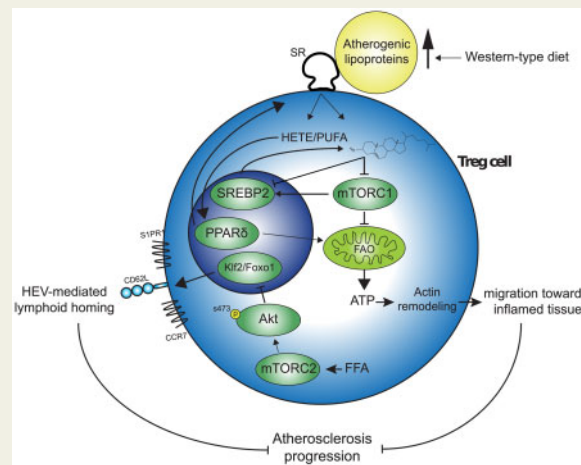 SR
Atherogenic
lipoproteins
Western-type diet
HETE/PUFA
Treg cell
SREBP2
mTORC1
S1PR1
PPARδ
FAO
CD62L
Klf2/Foxo1
HEV-mediated
lymphoid homing
ATP
Actin
remodeling
migration toward
inflamed tissue
s473
P
Akt
CCR7
mTORC2
FFA
Atherosclerosis
progression